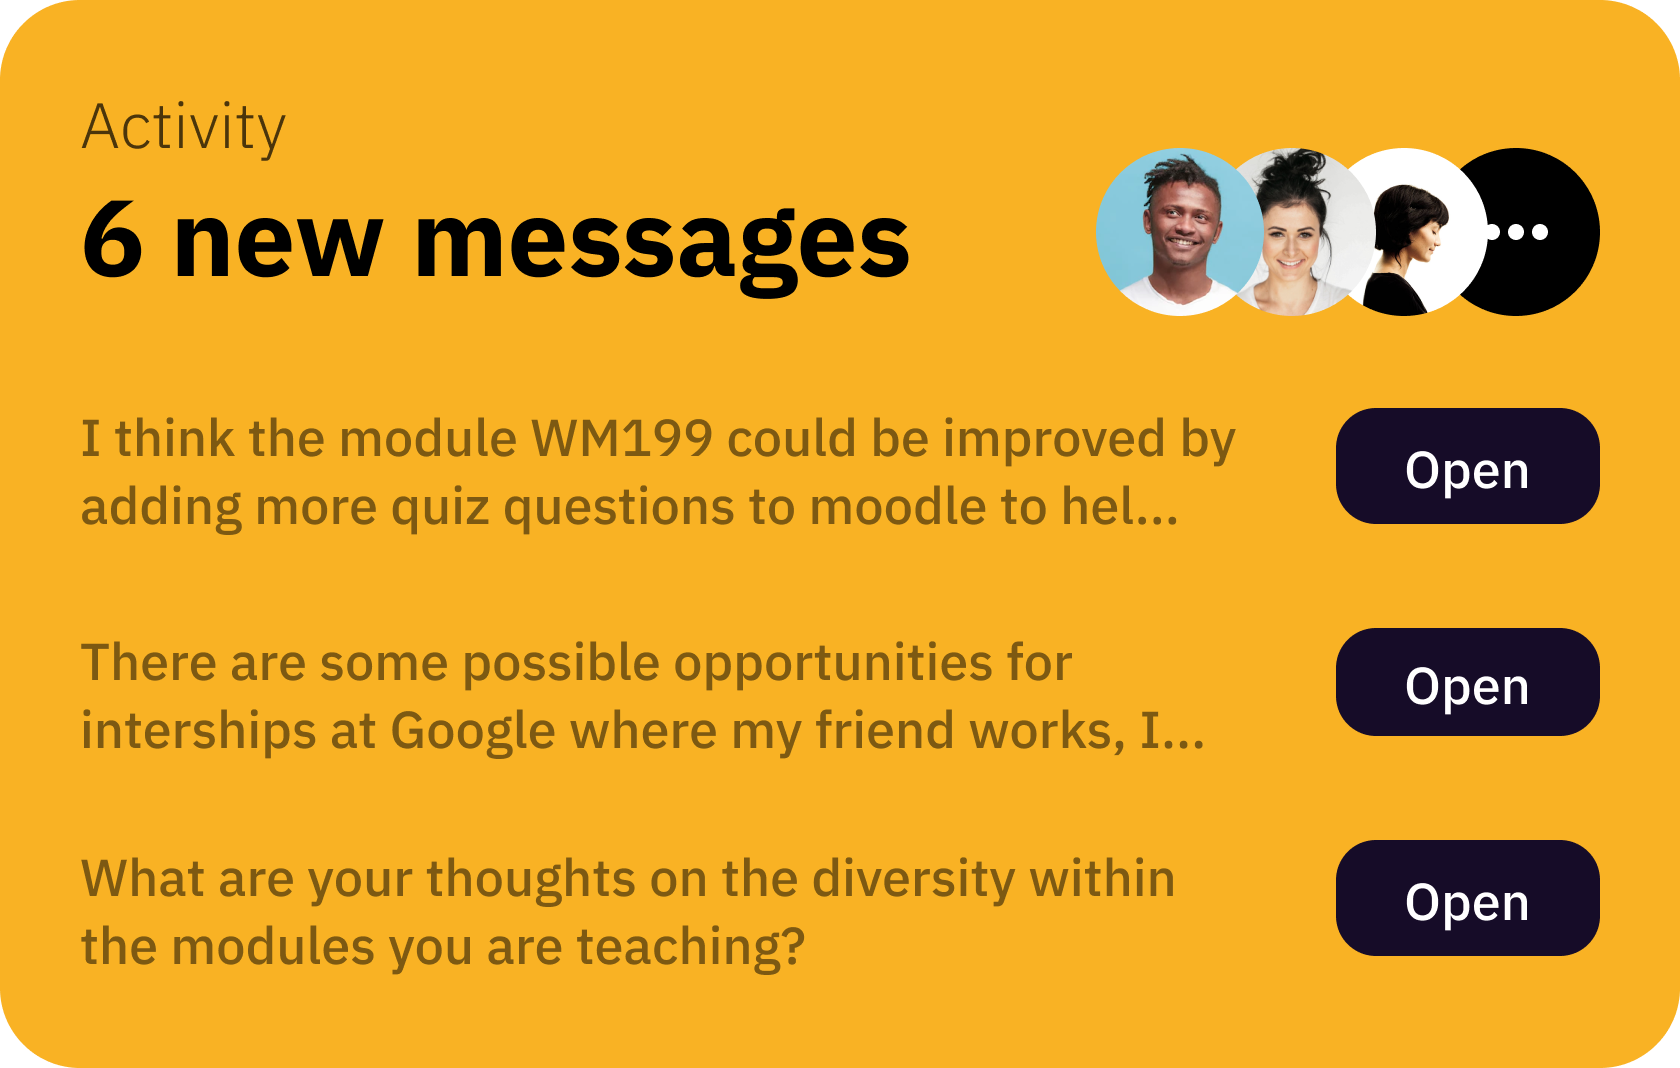 Activity
6 new messages
I think the module WM199 could be improved by
adding more quiz questions to moodle to hel...
Open
There are some possible opportunities for
interships at Google where my friend works, I...
Open
What are your thoughts on the diversity within
the modules you are teaching?
Open